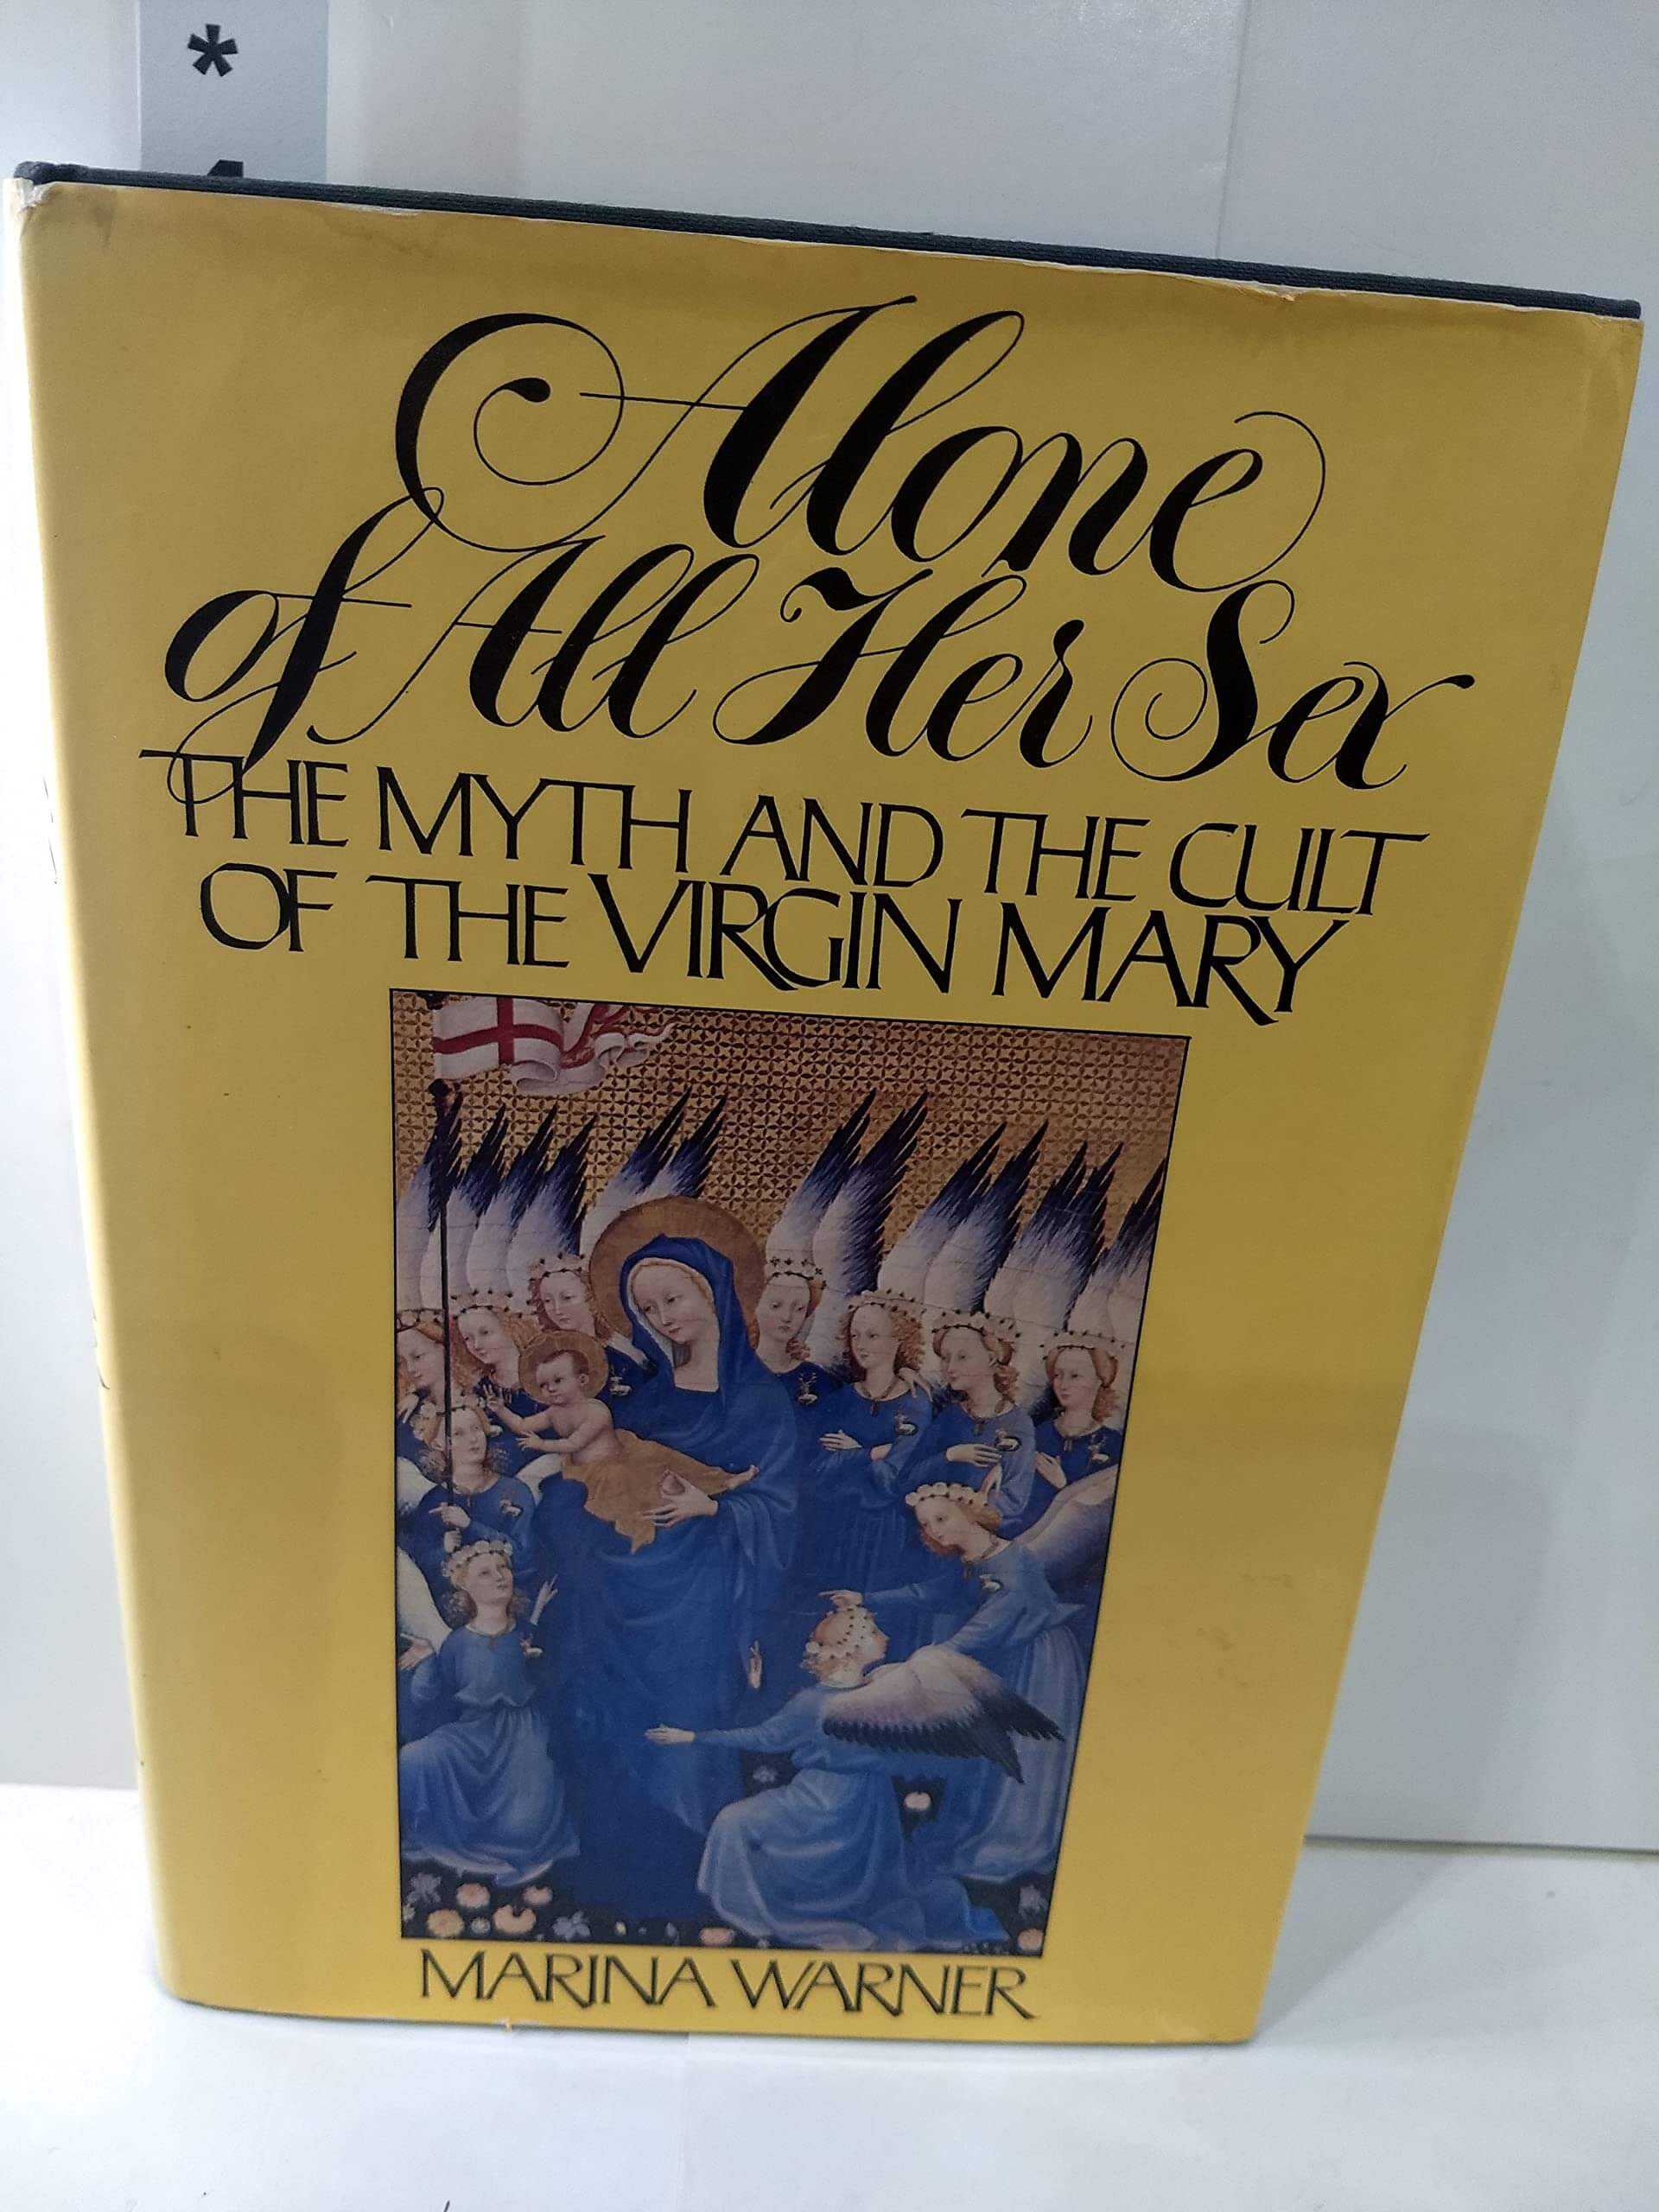 *
Alone
of All Her Sex
THE MYTH AND THE CULT
OF THE VIRGIN MARY
MARINA WARNER